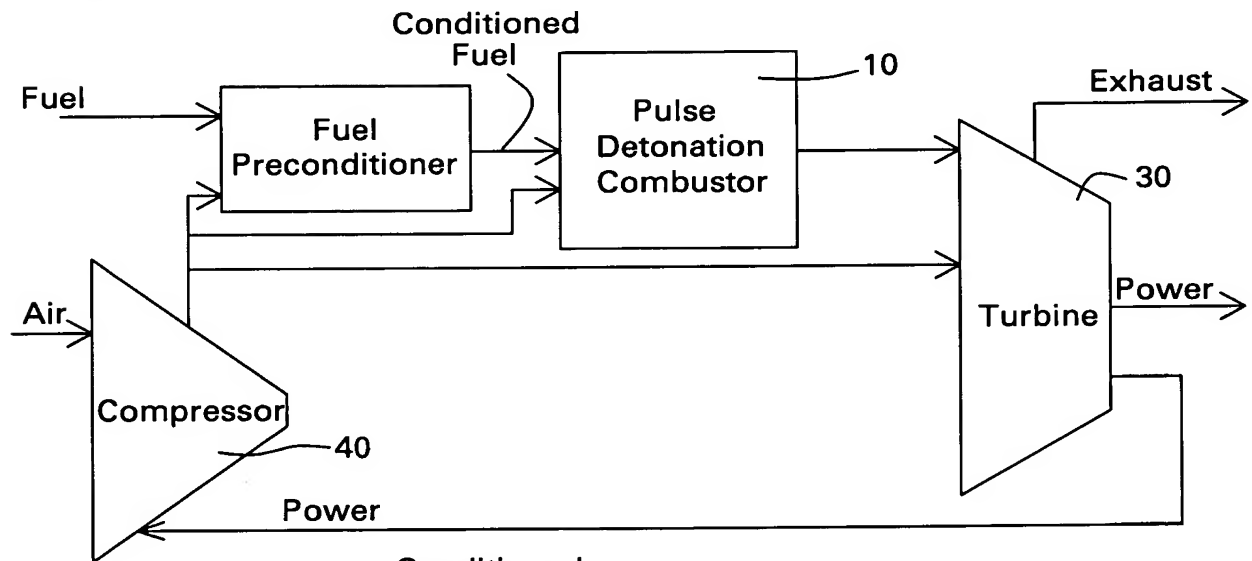 Conditioned
Fuel
10
Exhaust
Fuel
Pulse
Detonation
Combustor
Fuel
Preconditioner
30
Air
Power
Turbine
Compressor
40
Power